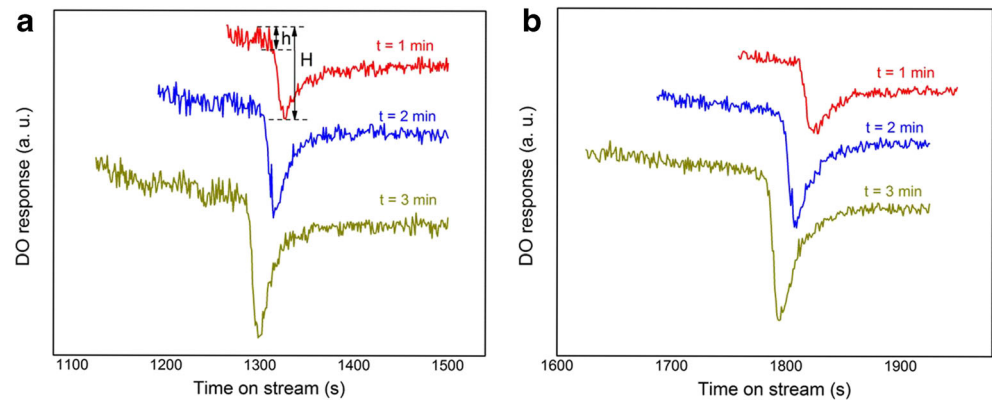 a
h
H
t = 1 min
t = 2 min
t = 3 min
DO response (a. u.)
1100 1200 1300 1400 1500
Time on stream (s)
b
t = 1 min
t = 2 min
t = 3 min
DO response (a. u.)
1600 1700 1800 1900
Time on stream (s)